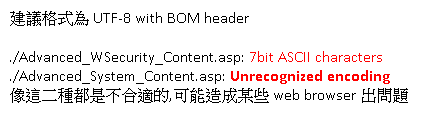 建議格式為 UTF-8 with BOM header

./Advanced_WSecurity_Content.asp: 7bit ASCII characters
./Advanced_System_Content.asp: Unrecognized encoding
像這二種都是不合適的,可能造成某些 web browser 出問題